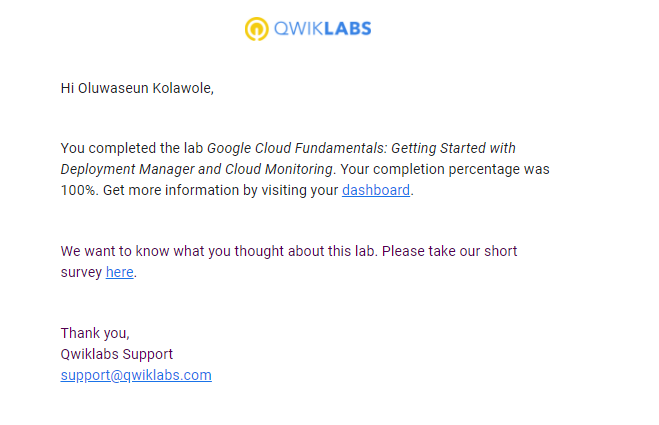 QWIKLABS
Hi Oluwaseun Kolawole,
You completed the lab Google Cloud Fundamentals: Getting Started with
Deployment Manager and Cloud Monitoring. Your completion percentage was
100%. Get more information by visiting your dashboard.
We want to know what you thought about this lab. Please take our short
survey here.
Thank you,
Qwiklabs Support
support@qwiklabs.com